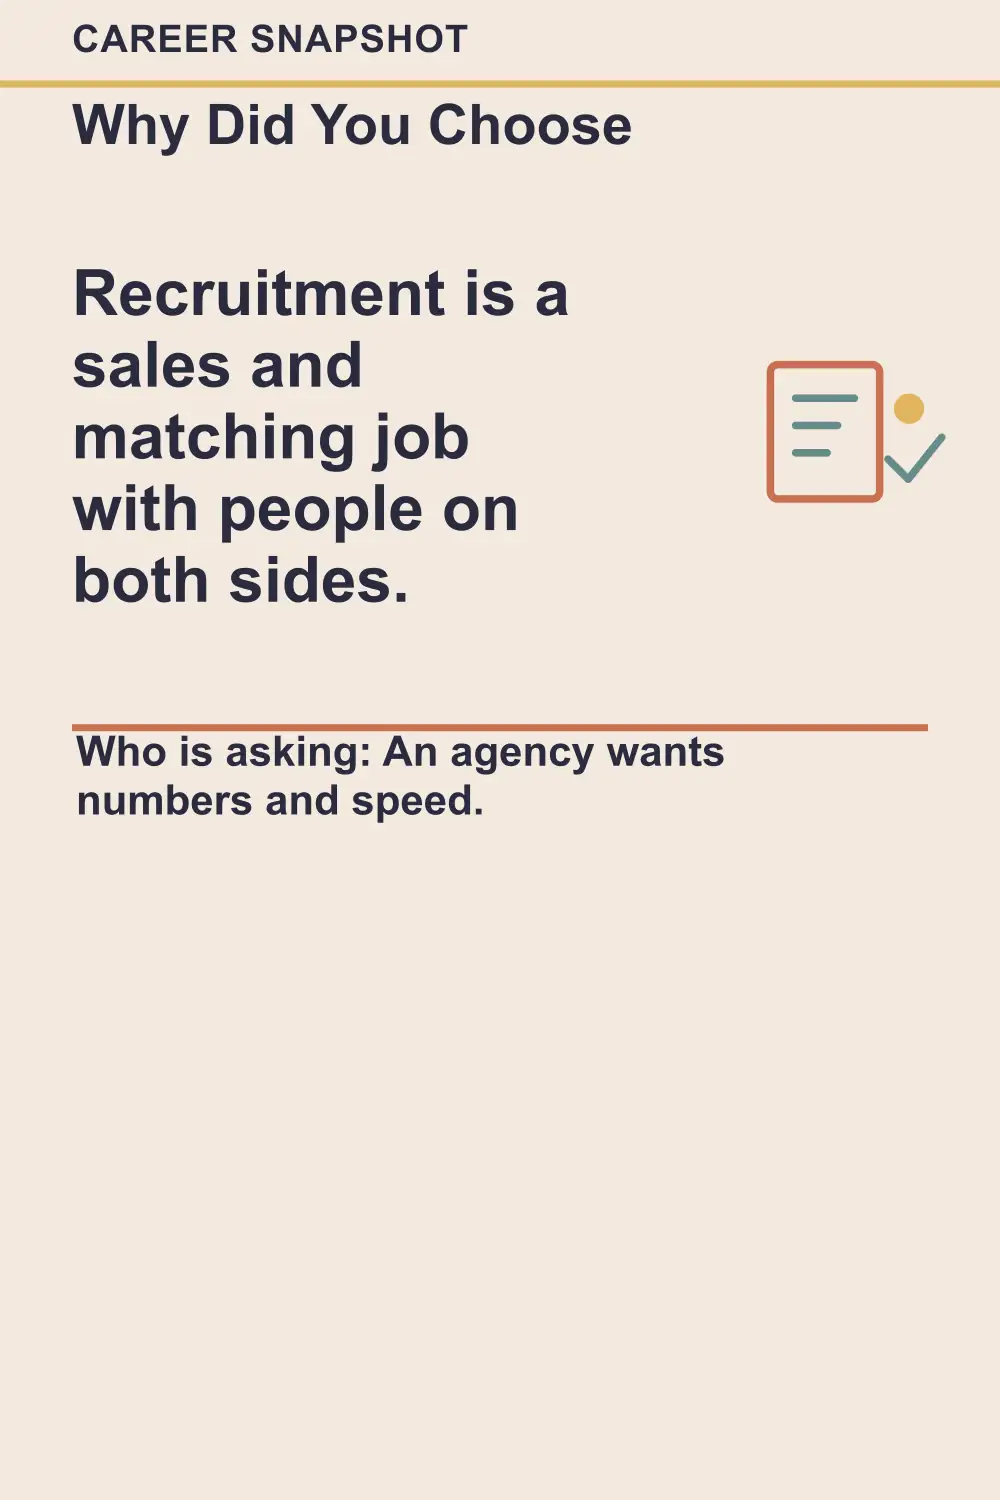 CAREER SNAPSHOT
Why Did You Choose
Recruitment is a
sales and
matching job
with people on
both sides.
Who is asking: An agency wants
numbers and speed.